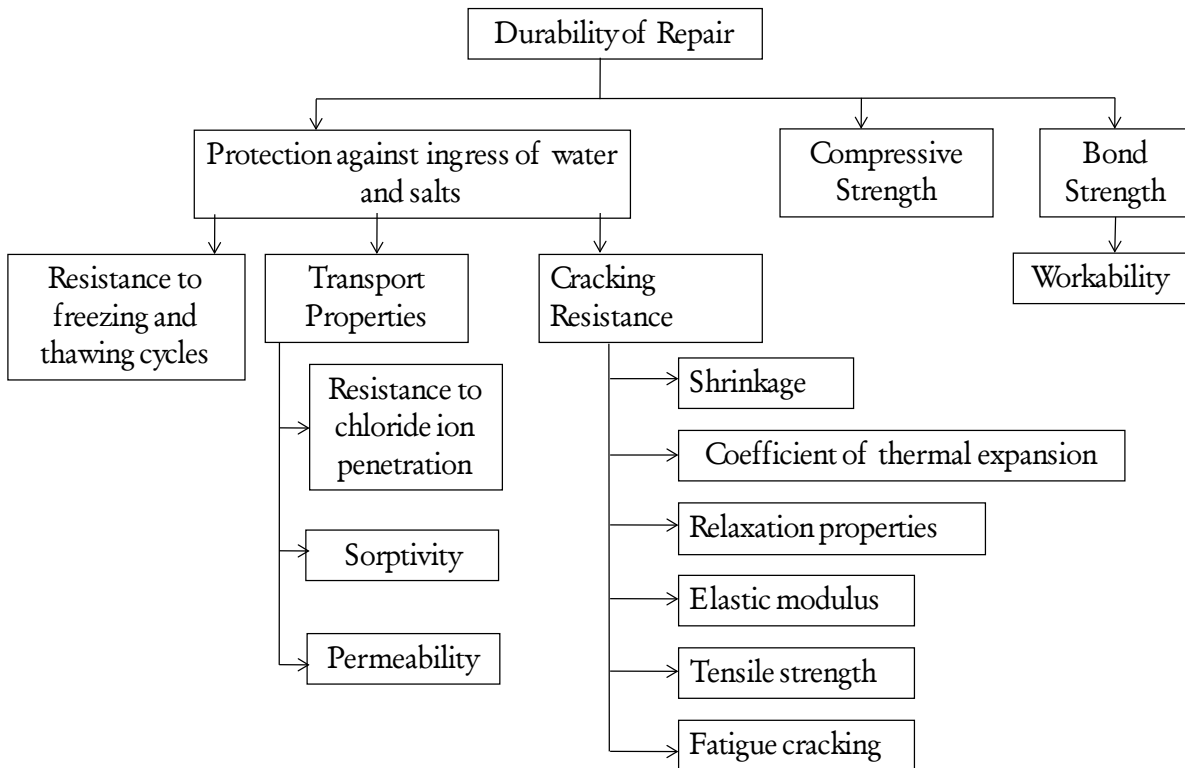 Durability of Repair
Protection against ingress of water
and salts
Compressive
Strength
Bond
Strength
Resistance to
freezing and
thawing cycles
Transport
Properties
Cracking
Resistance
Workability
Resistance to
chloride ion
penetration
Sorptivity
Permeability
Shrinkage
Coefficient of thermal expansion
Relaxation properties
Elastic modulus
Tensile strength
Fatigue cracking